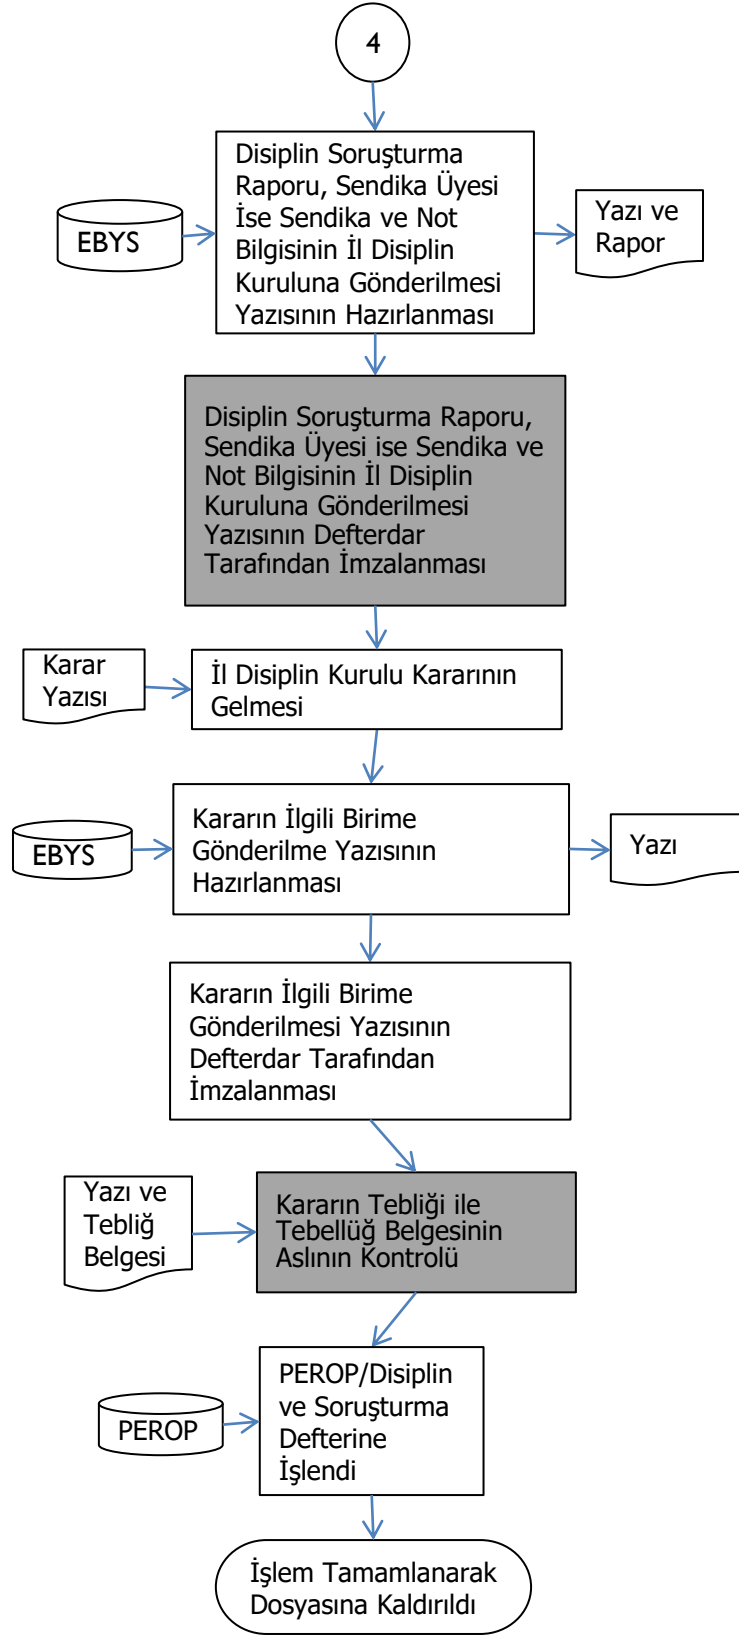 4
Disiplin Soruşturma
Raporu, Sendika Üyesi
İse Sendika ve Not
Bilgisinin İl Disiplin
Kuruluna Gönderilmesi
Yazısının Hazırlanması
EBYS
Yazı ve
Rapor
Disiplin Soruşturma Raporu,
Sendika Üyesi ise Sendika ve
Not Bilgisinin İl Disiplin
Kuruluna Gönderilmesi
Yazısının Defterdar
Tarafından İmzalanması
Karar
Yazısı
İl Disiplin Kurulu Kararının
Gelmesi
EBYS
Kararın İlgili Birime
Gönderilme Yazısının
Hazırlanması
Yazı
Kararın İlgili Birime
Gönderilmesi Yazısının
Defterdar Tarafından
İmzalanması
Yazı ve
Tebliğ
Belgesi
Kararın Tebliği ile
Tebellüğ Belgesinin
Aslının Kontrolü
PEROP
PEROP/Disiplin
ve Soruşturma
Defterine
İşlendi
İşlem Tamamlanarak
Dosyasına Kaldırıldı